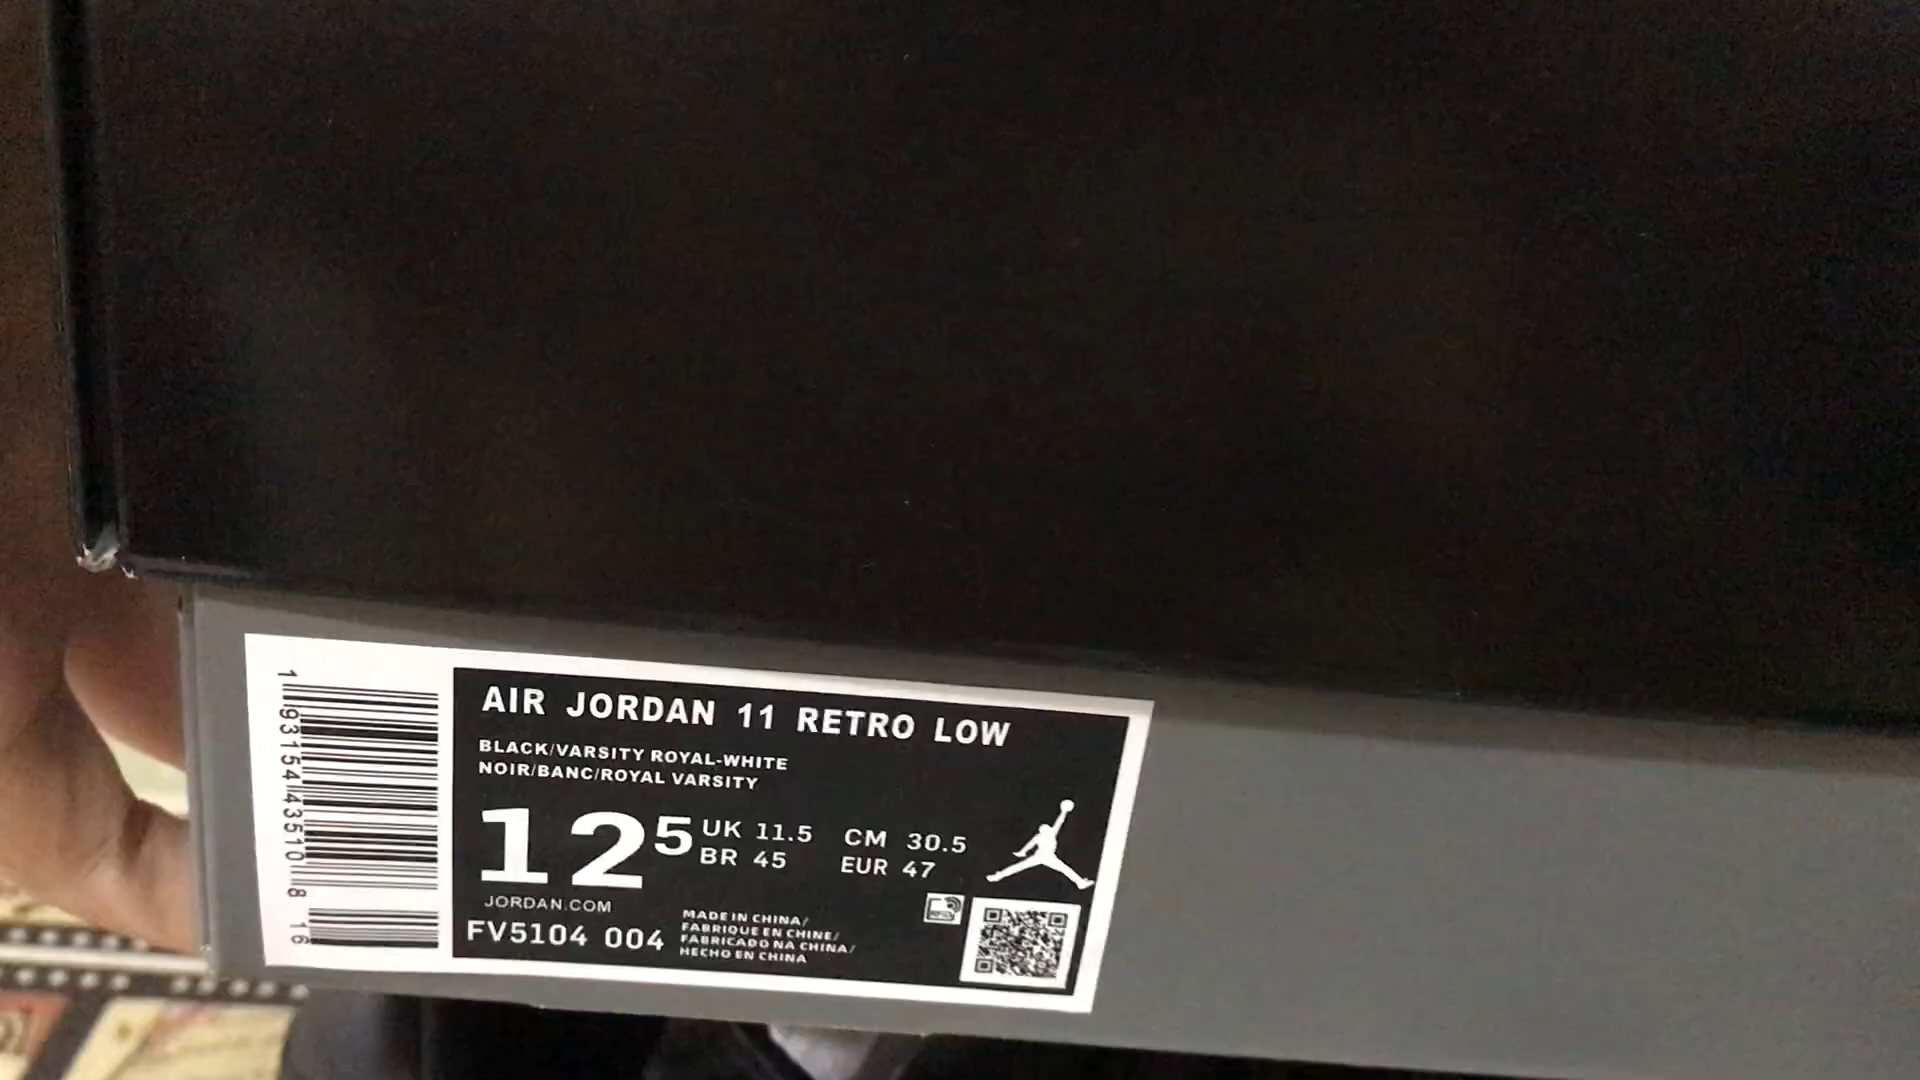 AIR JORDAN 11 RETRO LOW
BLACK/VARSITY ROYAL-WHITE
NOIR/BANC/ROYAL VARSITY
12 5 UK 11.5 CM 30.5
BR 45 EUR 47
JORDAN.COM
FV5104 004
MADE IN CHINA/
FABRIQUE EN CHINE/
FABRICADO NA CHINA/
HECHO EN CHINA
1 93154 43510 8 16